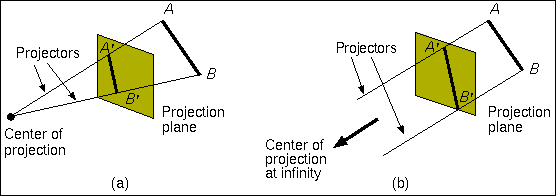 A
Projectors
A'
B
B'
Center of
projection
Projection
plane
(a)
A
Projectors
A'
B
B'
Center of
projection
at infinity
Projection
plane
(b)